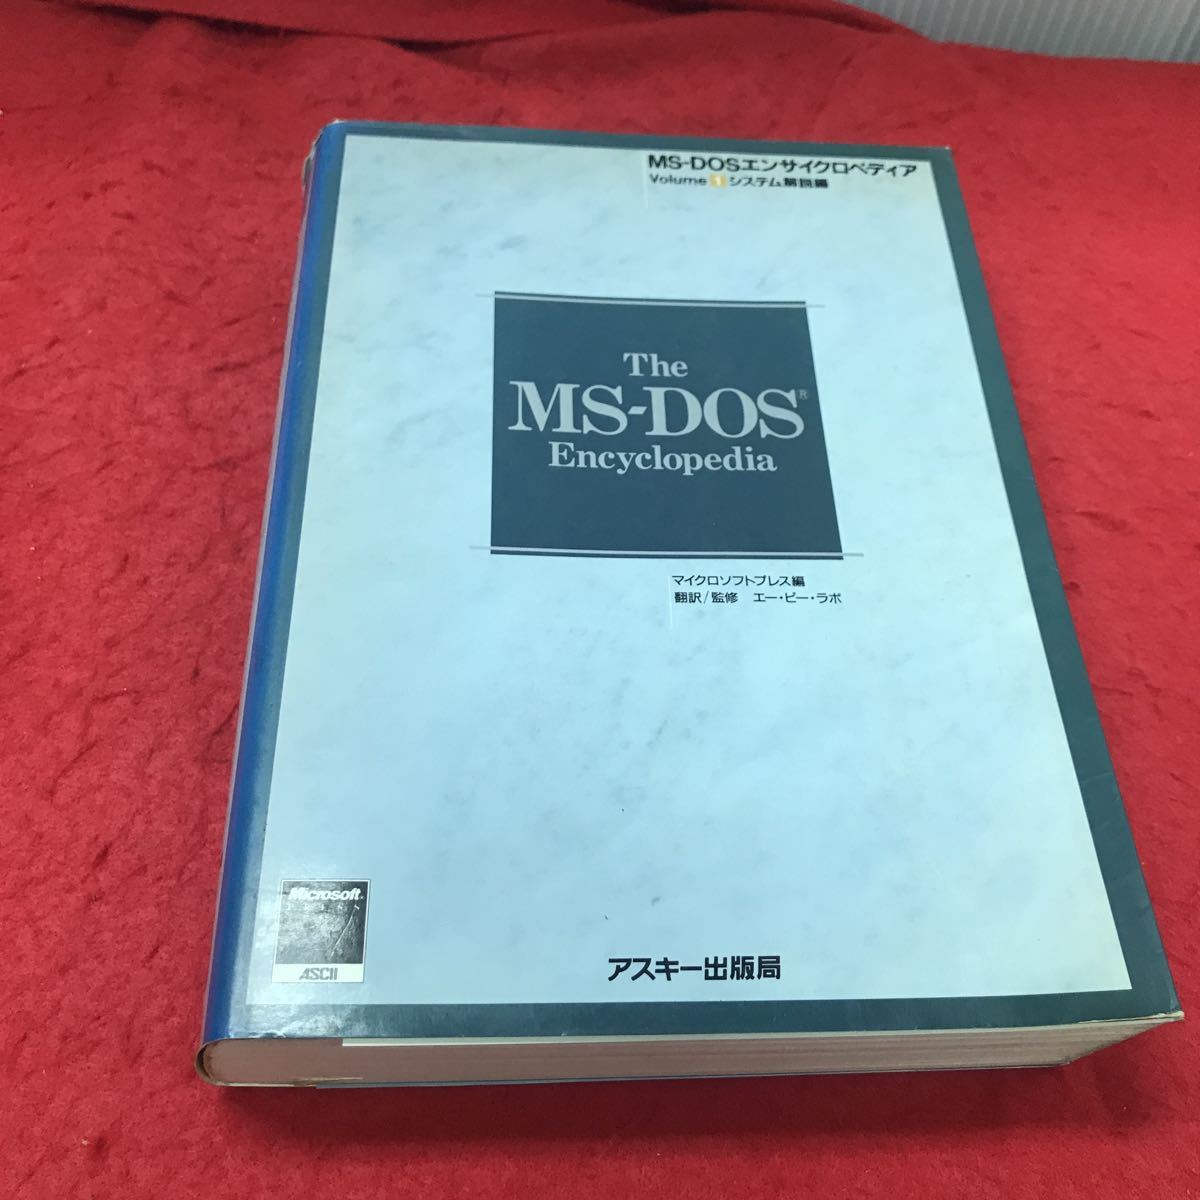 MS-DOSエンサイクロペディア
Volume 1 システム解説編
The
MS-DOS®
Encyclopedia
マイクロソフトプレス編
翻訳/監修 エー・ピー・ラボ
Microsoft
PRESS
ASCII
アスキー出版局